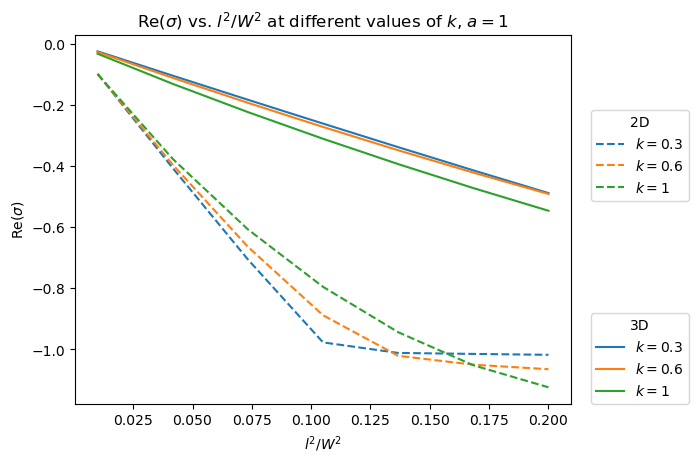 Re(σ) vs. l²/W² at different values of k, a = 1
0.0
−0.2
−0.4
−0.6
−0.8
−1.0
Re(σ)
0.025
0.050
0.075
0.100
0.125
0.150
0.175
0.200
l²/W²
2D
k = 0.3
k = 0.6
k = 1
3D
k = 0.3
k = 0.6
k = 1